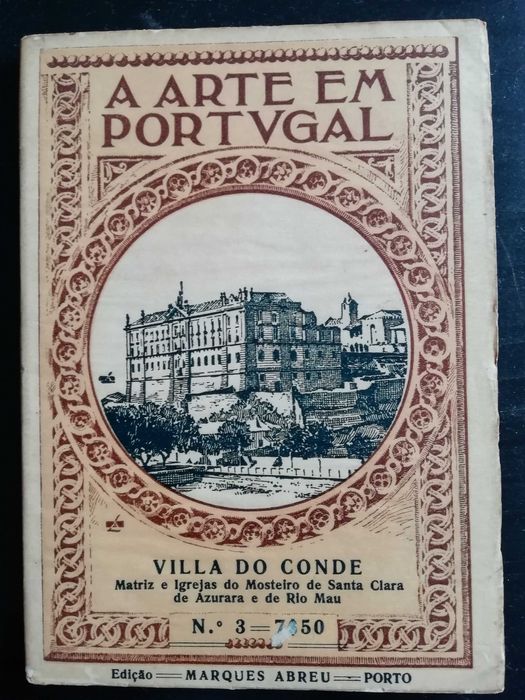 A ARTE EM
PORTVGAL
VILLA DO CONDE
Matriz e Igrejas do Mosteiro de Santa Clara
de Azurara e de Rio Mau
N.º 3 — 7$50
Edição — MARQUES ABREU — PORTO